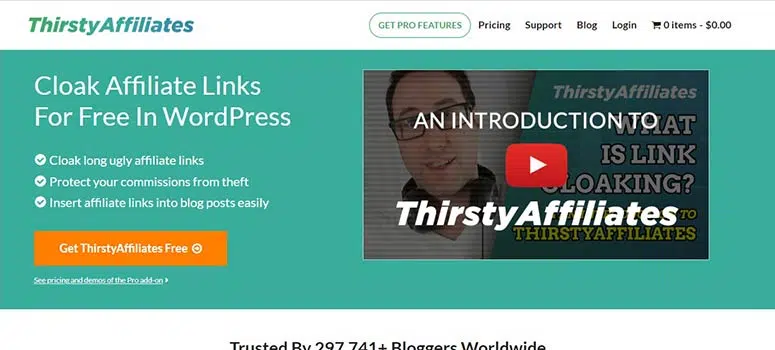 ThirstyAffiliates
GET PRO FEATURES
Pricing
Support
Blog
Login
0 items - $0.00
Cloak Affiliate Links
For Free In WordPress
Cloak long ugly affiliate links
Protect your commissions from theft
Insert affiliate links into blog posts easily
Get ThirstyAffiliates Free
See pricing and demos of the Pro add-on
ThirstyAffiliates
AN INTRODUCTION TO
WHAT
IS LINK
CLOAKING?
ThirstyAffiliates
TO
THIRSTYAFFILIATES
Trusted By 297,741+ Bloggers Worldwide